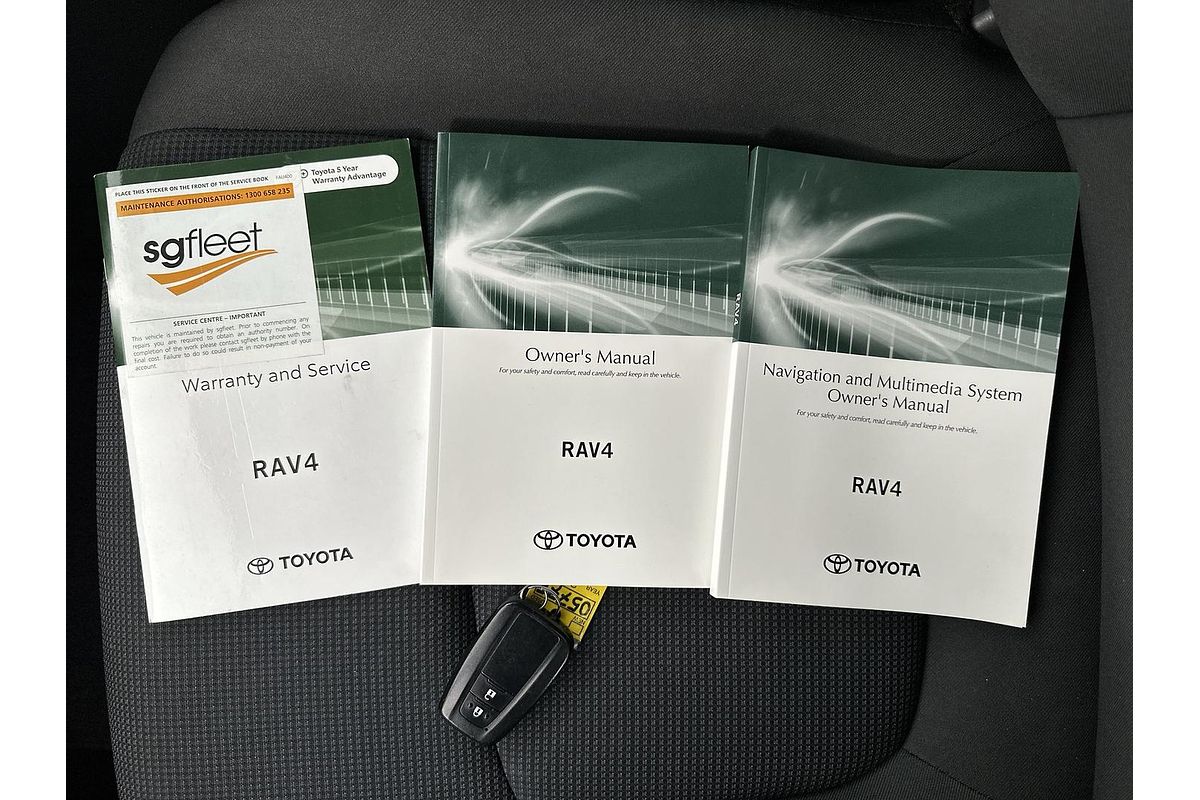 PLACE THIS STICKER ON THE FRONT OF THE SERVICE BOOK FAU400
MAINTENANCE AUTHORISATIONS: 1300 658 235
sgfleet
SERVICE CENTRE – IMPORTANT
This vehicle is maintained by sgfleet. Prior to commencing any
repairs you are required to obtain an authority number. On
completion of the work please contact sgfleet by phone with the
final cost. Failure to do so could result in non-payment of your
account.
Toyota 5 Year
Warranty Advantage
Warranty and Service
RAV4
TOYOTA
Owner's Manual
For your safety and comfort, read carefully and keep in the vehicle.
RAV4
TOYOTA
RAV4
Navigation and Multimedia System
Owner's Manual
For your safety and comfort, read carefully and keep in the vehicle.
RAV4
TOYOTA
YEAR